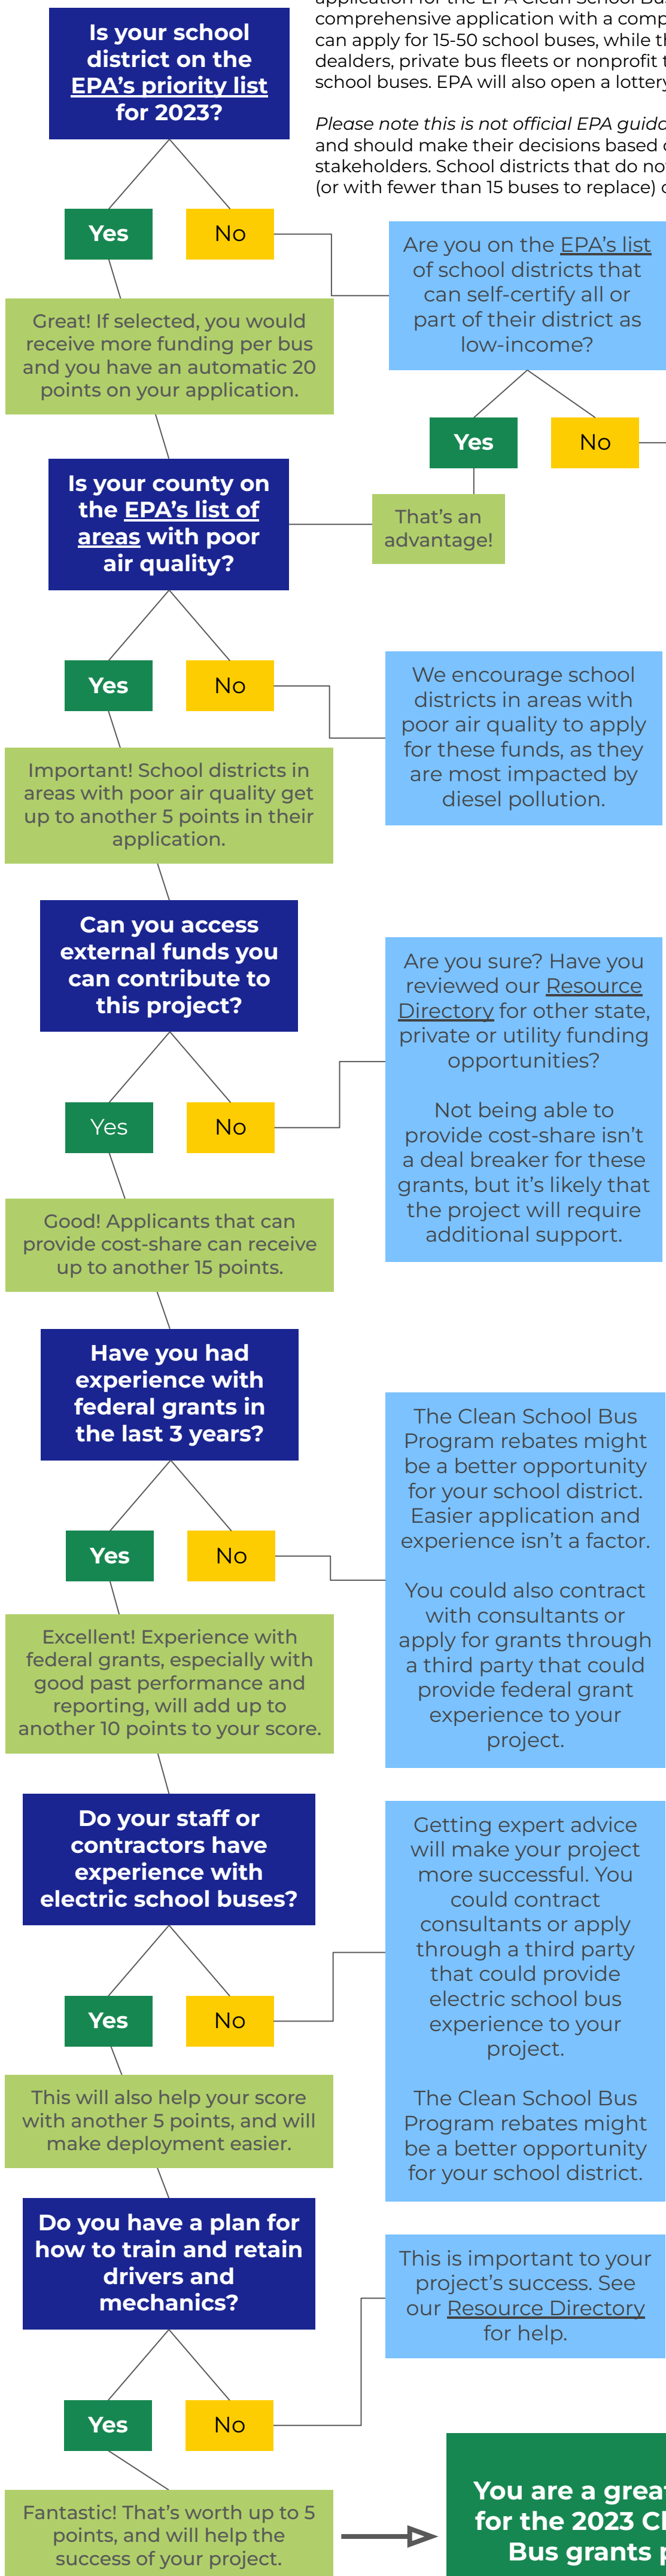 application for the EPA Clean School Bus
comprehensive application with a comp
can apply for 15-50 school buses, while th
dealders, private bus fleets or nonprofit t
school buses. EPA will also open a lottery
Please note this is not official EPA guida
and should make their decisions based o
stakeholders. School districts that do no
(or with fewer than 15 buses to replace) c
Is your school
district on the
EPA’s priority list
for 2023?
Yes
No
Great! If selected, you would
receive more funding per bus
and you have an automatic 20
points on your application.
Are you on the EPA’s list
of school districts that
can self-certify all or
part of their district as
low-income?
Yes
No
That’s an
advantage!
Is your county on
the EPA’s list of
areas with poor
air quality?
Yes
No
We encourage school
districts in areas with
poor air quality to apply
for these funds, as they
are most impacted by
diesel pollution.
Important! School districts in
areas with poor air quality get
up to another 5 points in their
application.
Can you access
external funds you
can contribute to
this project?
Yes
No
Are you sure? Have you
reviewed our Resource
Directory for other state,
private or utility funding
opportunities?
Not being able to
provide cost-share isn’t
a deal breaker for these
grants, but it’s likely that
the project will require
additional support.
Good! Applicants that can
provide cost-share can receive
up to another 15 points.
Have you had
experience with
federal grants in
the last 3 years?
Yes
No
The Clean School Bus
Program rebates might
be a better opportunity
for your school district.
Easier application and
experience isn’t a factor.
You could also contract
with consultants or
apply for grants through
a third party that could
provide federal grant
experience to your
project.
Excellent! Experience with
federal grants, especially with
good past performance and
reporting, will add up to
another 10 points to your score.
Do your staff or
contractors have
experience with
electric school buses?
Yes
No
Getting expert advice
will make your project
more successful. You
could contract
consultants or apply
through a third party
that could provide
electric school bus
experience to your
project.
The Clean School Bus
Program rebates might
be a better opportunity
for your school district.
This will also help your score
with another 5 points, and will
make deployment easier.
Do you have a plan for
how to train and retain
drivers and
mechanics?
Yes
No
This is important to your
project’s success. See
our Resource Directory
for help.
Fantastic! That’s worth up to 5
points, and will help the
success of your project.
You are a grea
for the 2023 Cl
Bus grants p